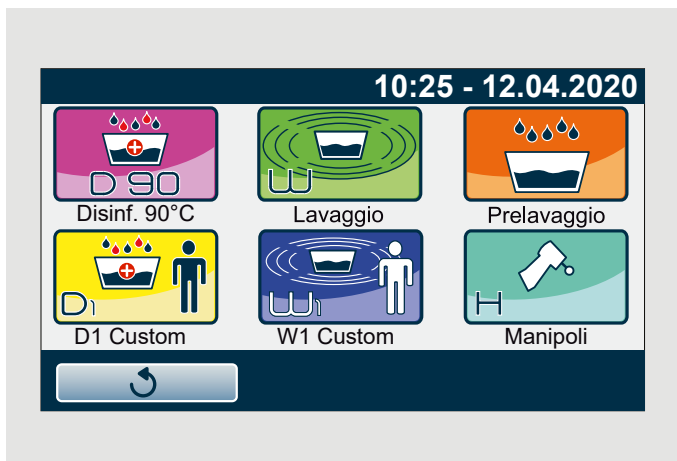 10:25 - 12.04.2020
D 90
Disinf. 90°C
W
Lavaggio
Prelavaggio
D1
D1 Custom
W1
W1 Custom
H
Manipoli